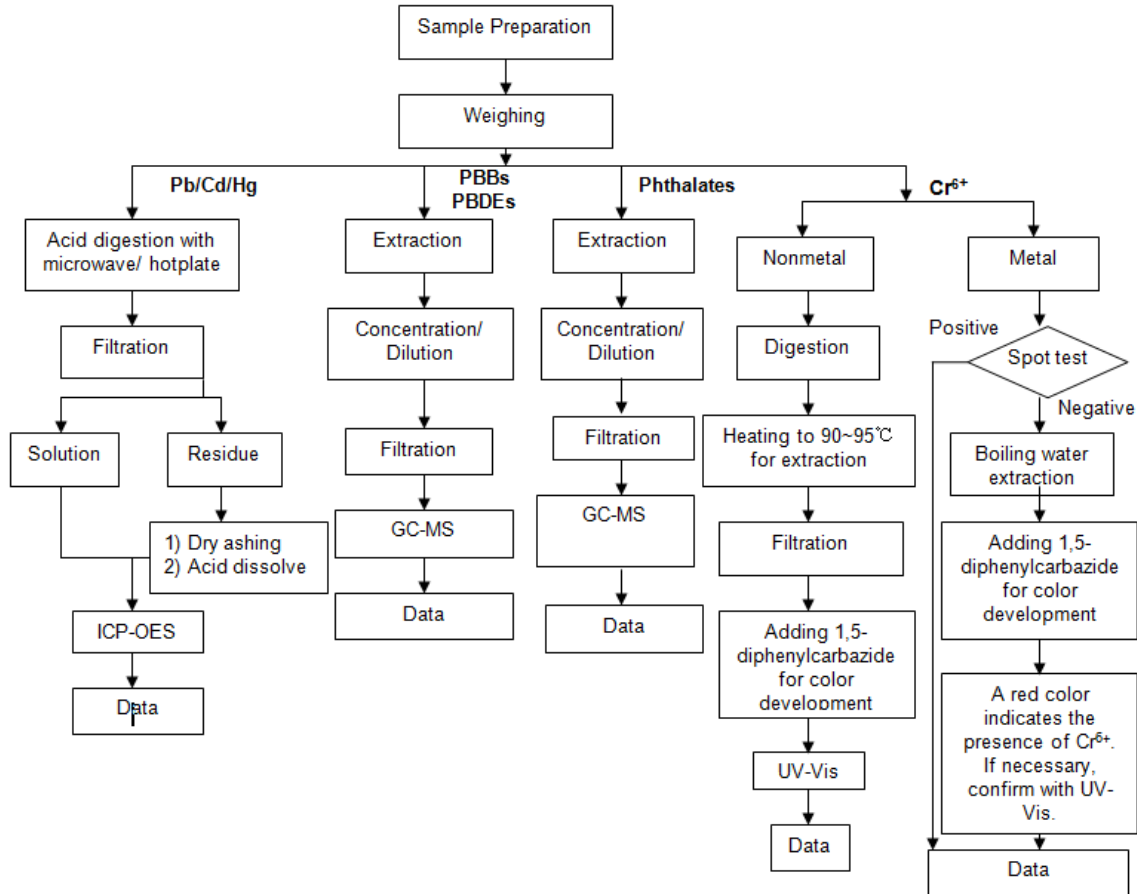 Sample Preparation
Weighing
Pb/Cd/Hg
PBBs
PBDEs
Phthalates
Cr⁶⁺
Acid digestion with
microwave/ hotplate
Filtration
Solution
Residue
1) Dry ashing
2) Acid dissolve
ICP-OES
Data
Extraction
Concentration/
Dilution
Filtration
GC-MS
Data
Extraction
Concentration/
Dilution
Filtration
GC-MS
Data
Nonmetal
Digestion
Heating to 90~95℃
for extraction
Filtration
Adding 1,5-
diphenylcarbazide
for color
development
UV-Vis
Data
Metal
Spot test
Positive
Negative
Boiling water
extraction
Adding 1,5-
diphenylcarbazide
for color
development
A red color
indicates the
presence of Cr⁶⁺.
If necessary,
confirm with UV-
Vis.
Data